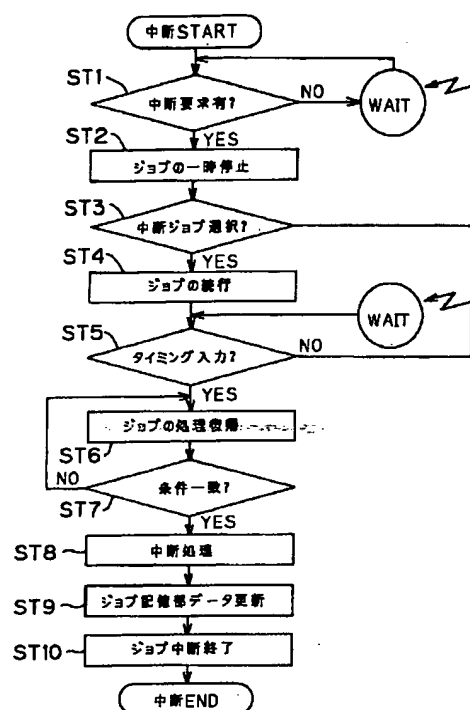 中断START
ST1
中断要求有?
NO
WAIT
YES
ST2
ジョブの一時停止
ST3
中断ジョブ選択?
YES
ST4
ジョブの続行
WAIT
ST5
タイミング入力?
NO
YES
ジョブの処理復帰
ST6
NO
条件一致?
ST7
YES
ST8
中断処理
ST9
ジョブ記憶部データ更新
ST10
ジョブ中断終了
中断END